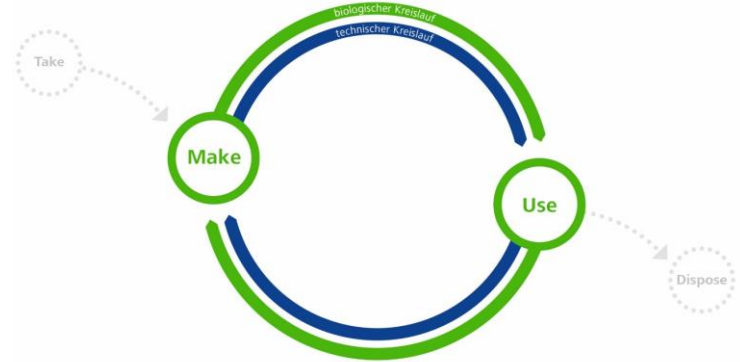 biologischer Kreislauf
technischer Kreislauf
Take
Make
Use
Dispose